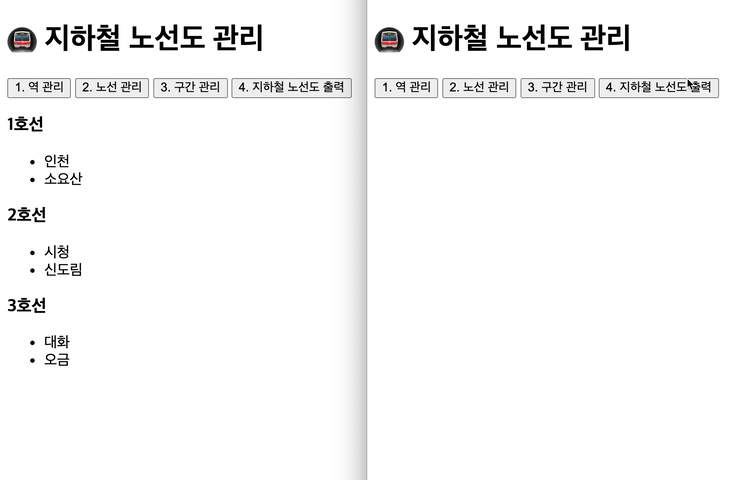 지하철 노선도 관리
1. 역 관리 2. 노선 관리 3. 구간 관리 4. 지하철 노선도 출력
1호선
인천
소요산
2호선
시청
신도림
3호선
대화
오금
지하철 노선도 관리
1. 역 관리 2. 노선 관리 3. 구간 관리 4. 지하철 노선도 출력